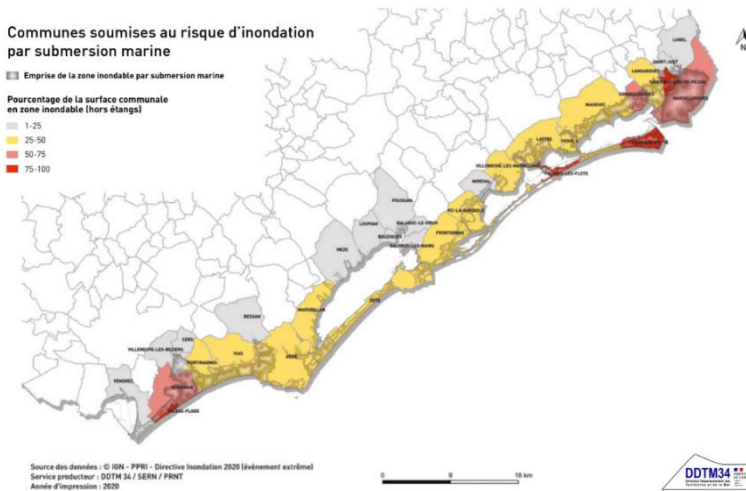 Communes soumises au risque d'inondation
par submersion marine
Emprise de la zone inondable par submersion marine
Pourcentage de la surface communale
en zone inondable (hors étangs)
1-25
25-50
50-75
75-100
N
LUNEL
SAINT-JUST
LANSARGUES
MARSILLARGUES
MAUGUIO
LATTES
PEROLS
VILLENEUVE-LES-MAGUELONE
PALAVAS-LES-FLOTS
MIREVAL
VIC-LA-GARDIOLE
FRONTIGNAN
POUSSAN
BALARUC-LE-VIEUX
LOUPIAN
BOUZIGUES
BALARUC-LES-BAINS
MEZE
SETE
MARSEILLAN
BESSAN
CERS
VILLENEUVE-LES-BEZIERS
VIAS
PORTIRAGNES
AGDE
VENDRES
SERIGNAN
VALRAS-PLAGE
Source des données : © IGN - PPRI - Directive Inondation 2020 (évènement extrême)
Service producteur : DDTM 34 / SERN / PRNT
Année d'impression : 2020
0 9 18 km
DDTM34